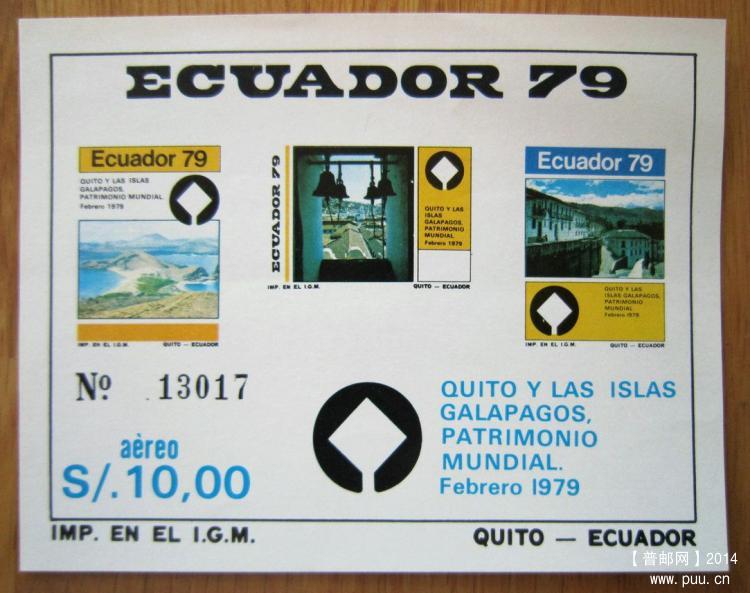 ECUADOR 79
Ecuador 79
QUITO Y LAS ISLAS
GALAPAGOS,
PATRIMONIO MUNDIAL.
Febrero 1979
IMP. EN EL I.G.M. QUITO — ECUADOR
ECUADOR 79
QUITO Y LAS
ISLAS
GALAPAGOS,
PATRIMONIO
MUNDIAL
Febrero 1979
IMP. EN EL I.G.M. QUITO — ECUADOR
Ecuador 79
QUITO Y LAS
ISLAS GALAPAGOS,
PATRIMONIO
MUNDIAL
Febrero 1979
IMP. EN EL I.G.M. QUITO — ECUADOR
Nº 13017
aèreo
S/.10,00
QUITO Y LAS ISLAS
GALAPAGOS,
PATRIMONIO
MUNDIAL.
Febrero 1979
IMP. EN EL I.G.M. QUITO — ECUADOR
【普邮网】2014
www.puu.cn